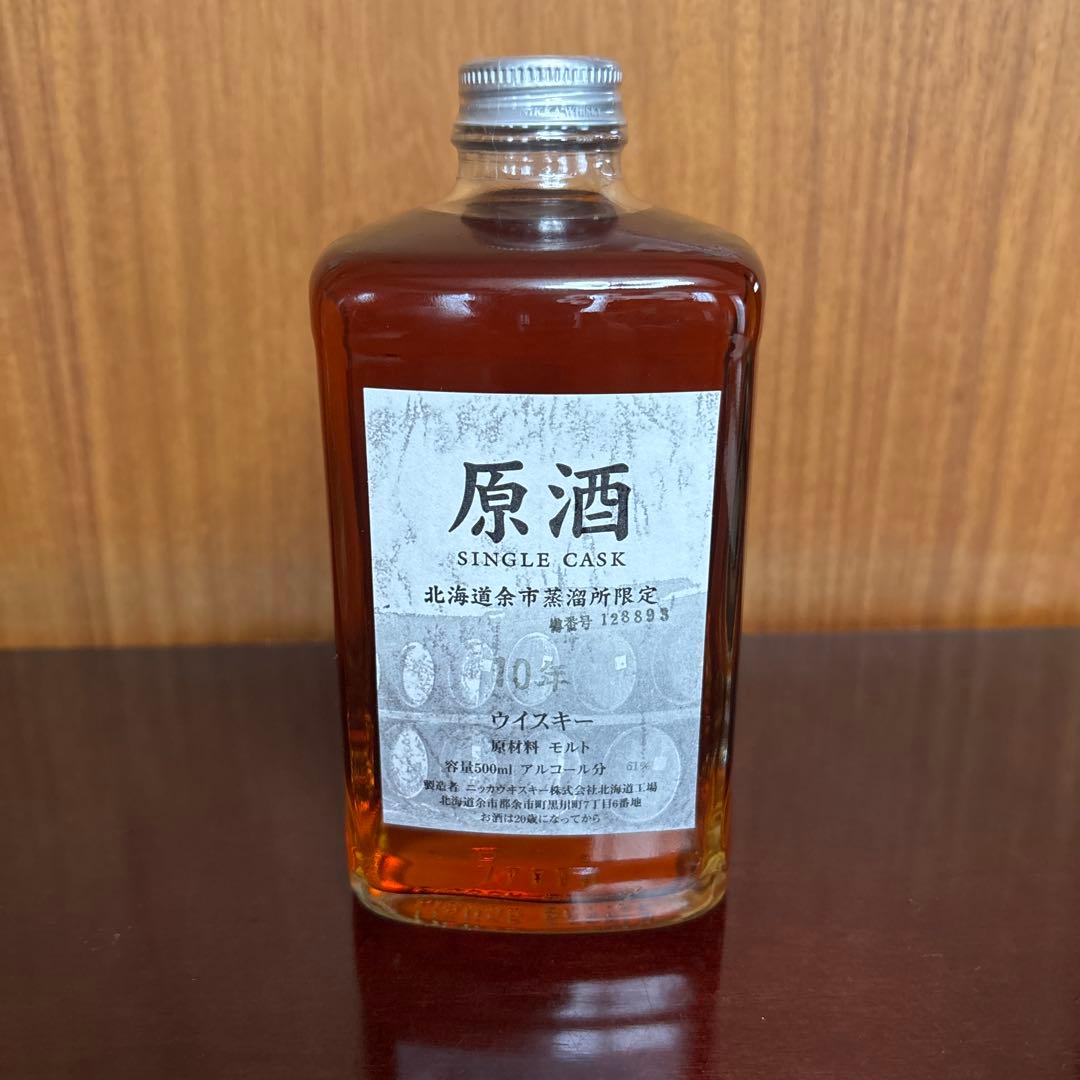 NIKKA WHISKY
原酒
SINGLE CASK
北海道余市蒸溜所限定
樽番号 128893
10年
ウイスキー
原材料 モルト
容量500ml アルコール分 61%
製造者 ニッカウヰスキー株式会社北海道工場
北海道余市郡余市町黒川町7丁目6番地
お酒は20歳になってから